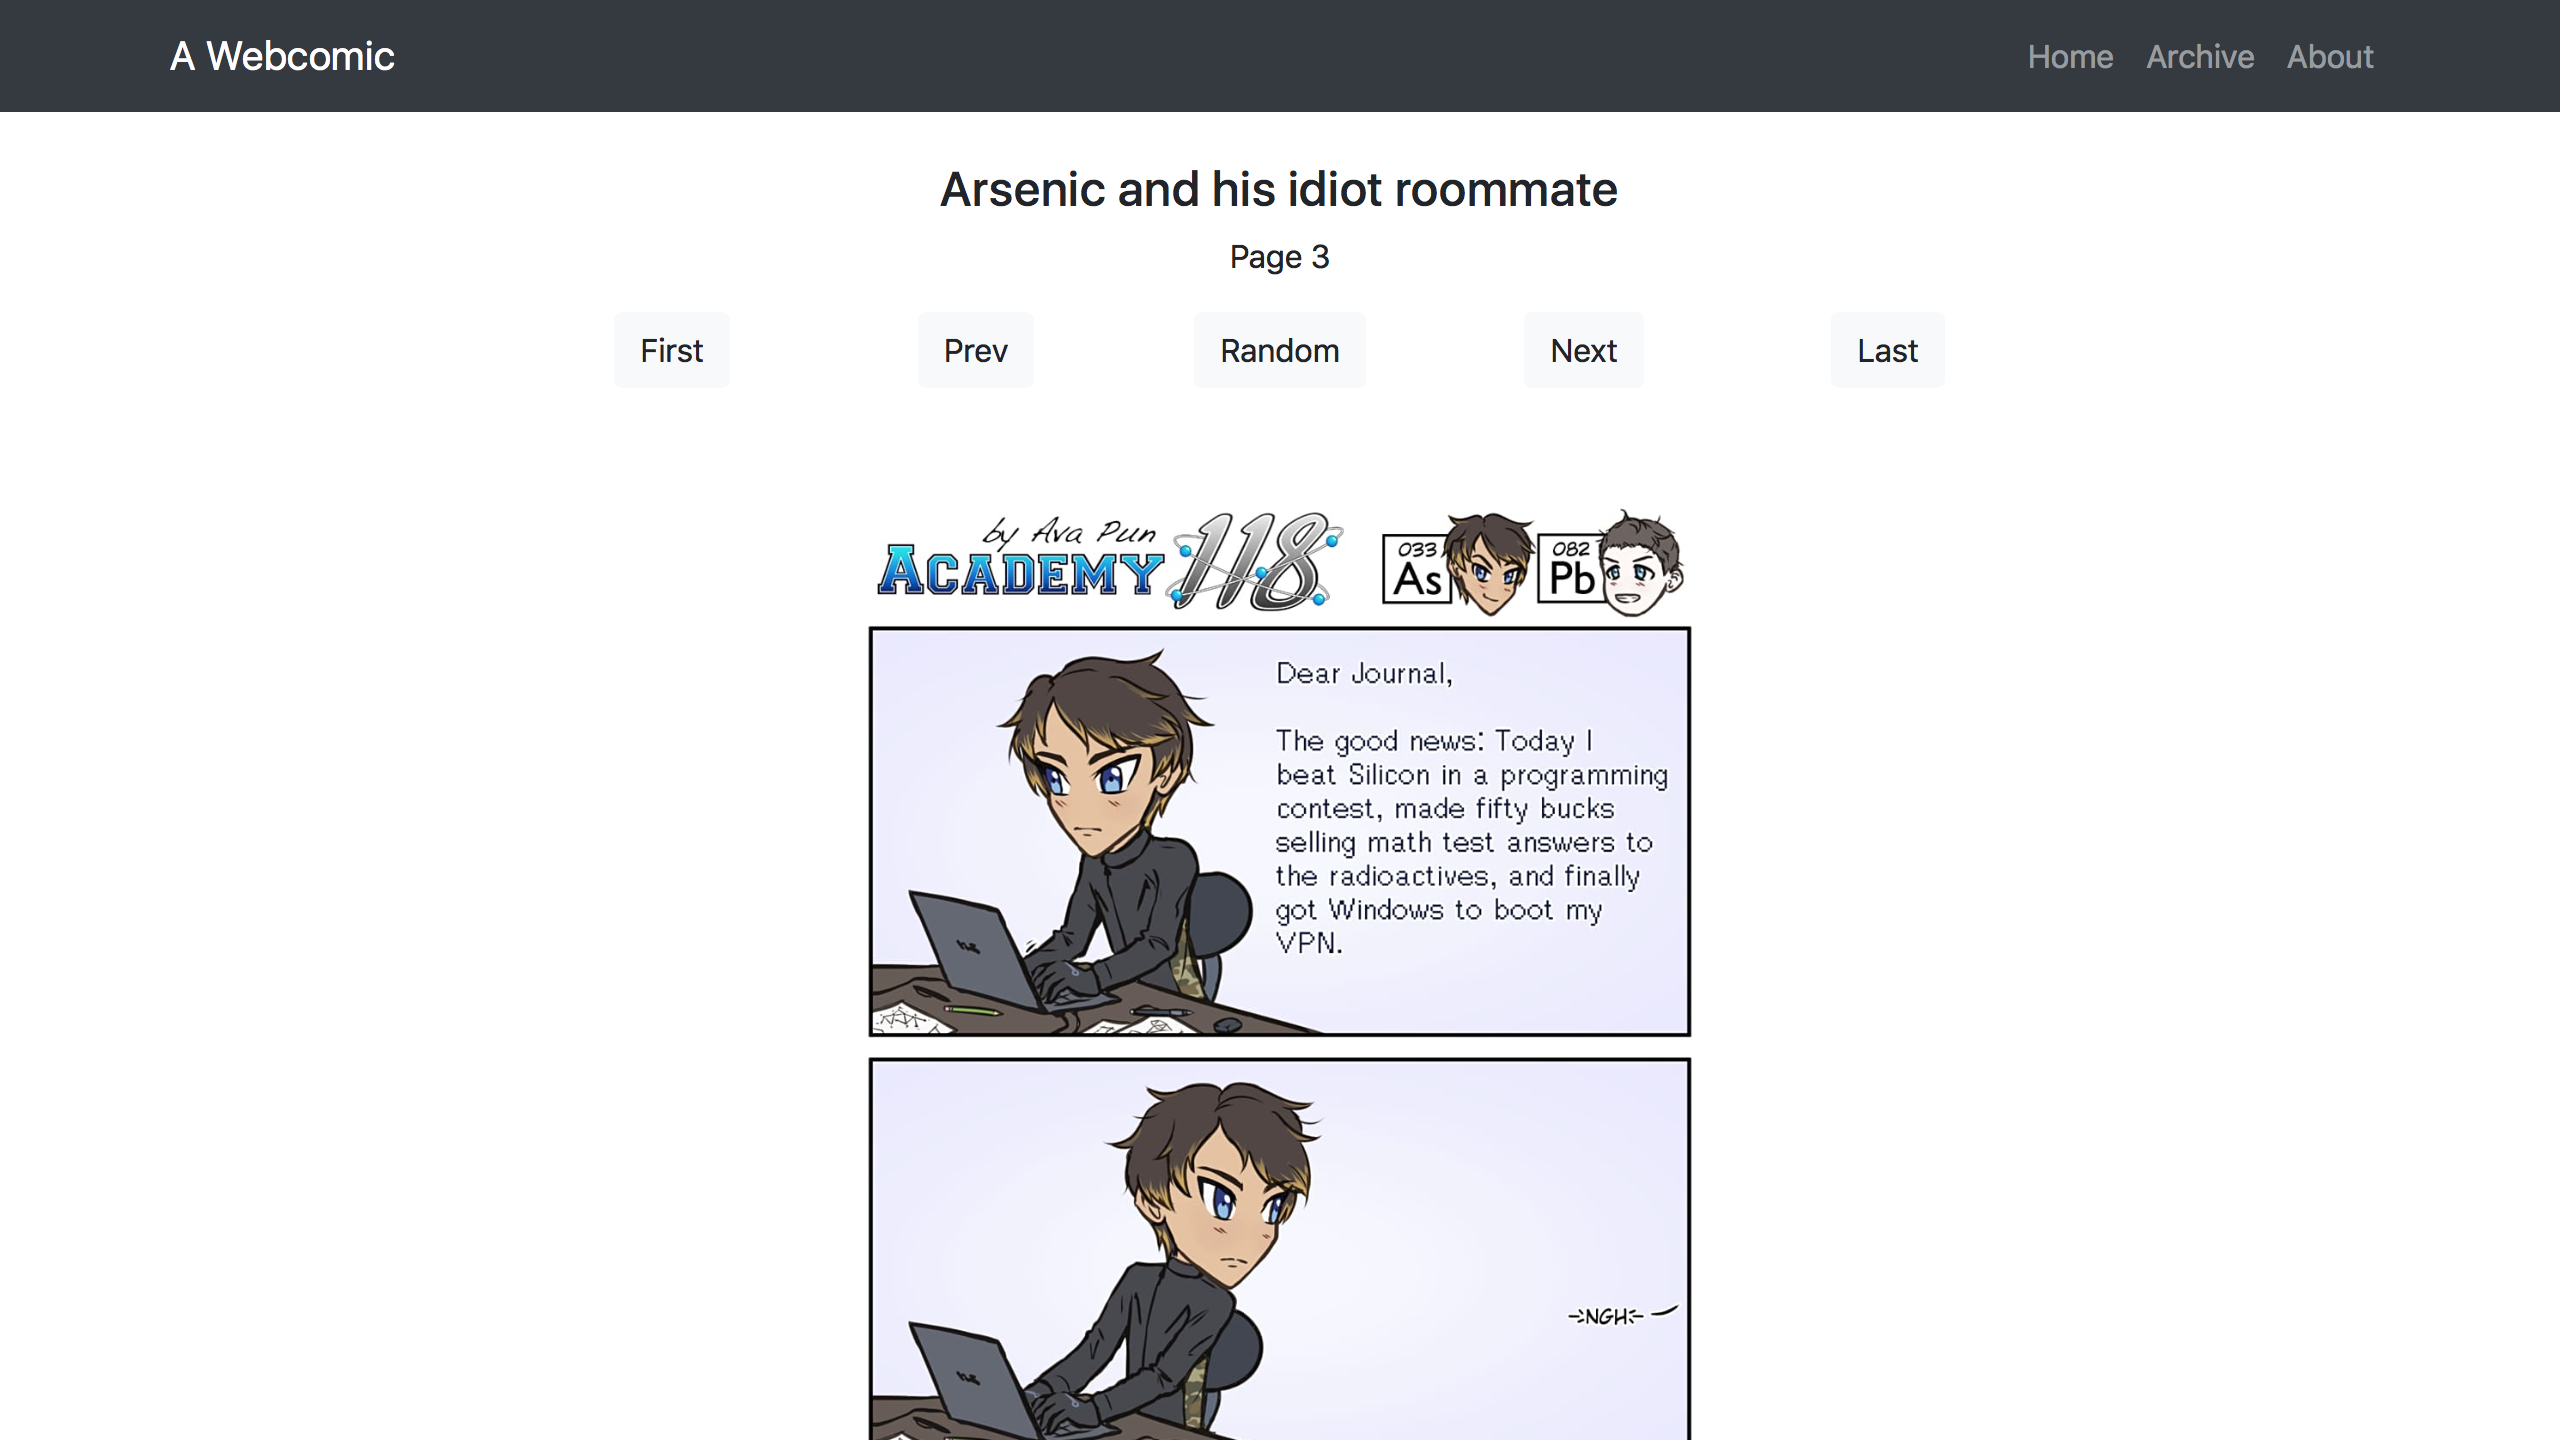 A Webcomic
Home Archive About
Arsenic and his idiot roommate
Page 3
First Prev Random Next Last
by Ava Pun
ACADEMY 118
033 As
082 Pb
Dear Journal,
The good news: Today I
beat Silicon in a programming
contest, made fifty bucks
selling math test answers to
the radioactives, and finally
got Windows to boot my
VPN.
NGH